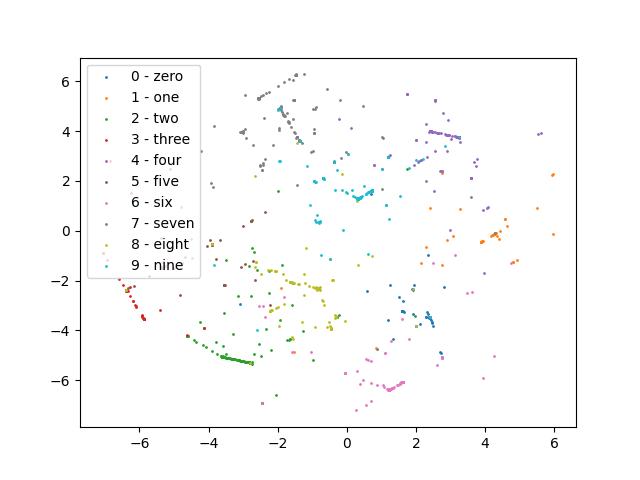 6
4
2
0
−2
−4
−6
0 - zero
1 - one
2 - two
3 - three
4 - four
5 - five
6 - six
7 - seven
8 - eight
9 - nine
−6 −4 −2 0 2 4 6